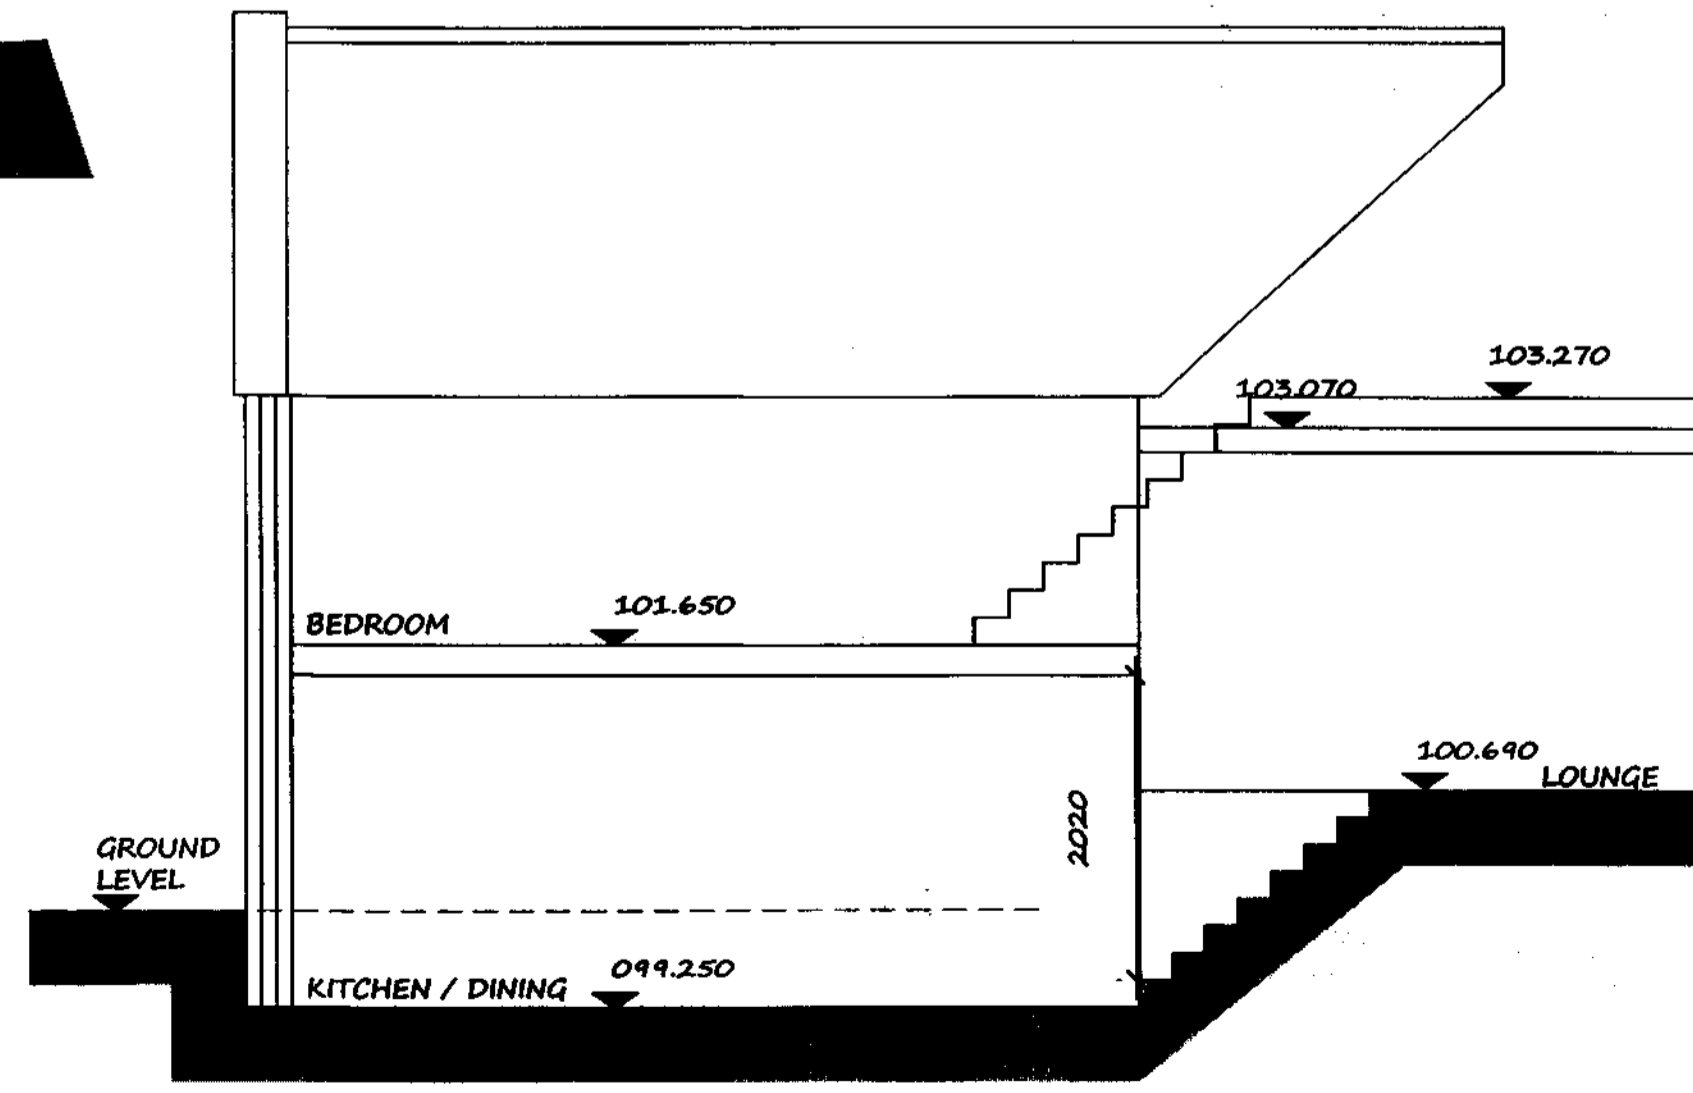 103.270
103.070
101.650
BEDROOM
100.690
LOUNGE
2020
GROUND
LEVEL
099.250
KITCHEN / DINING